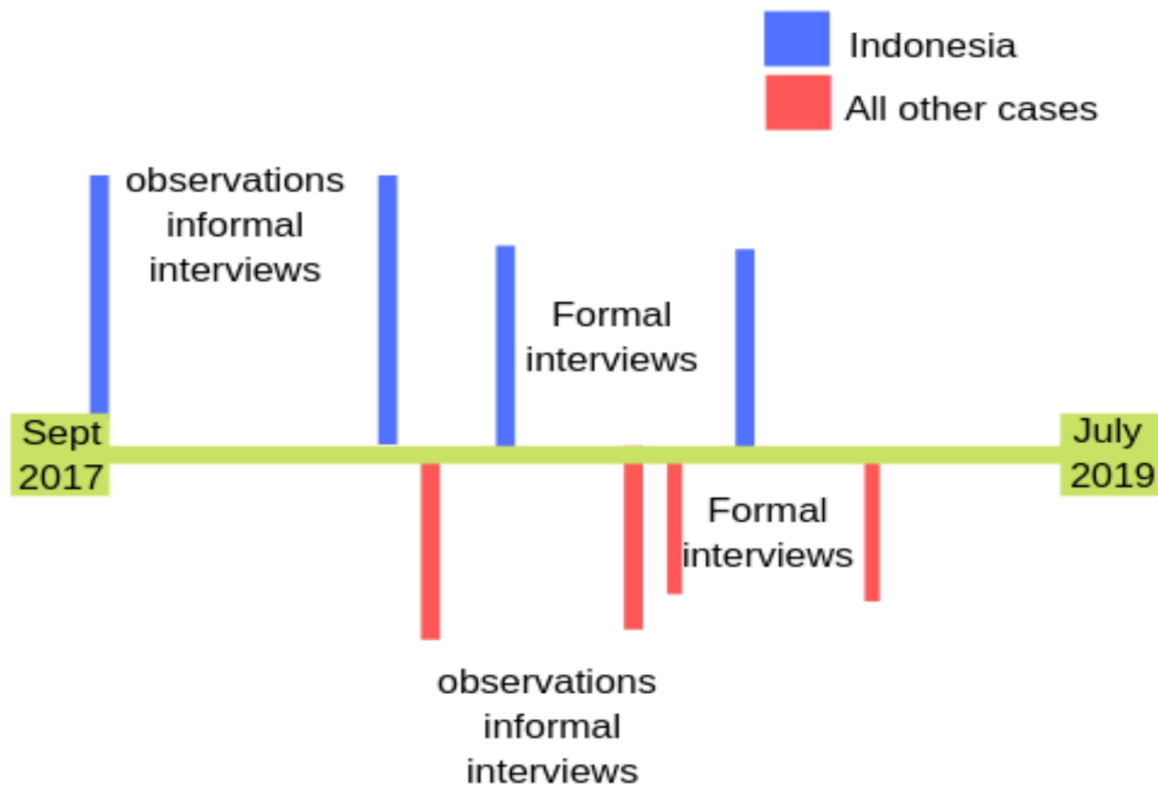 Indonesia
All other cases
observations
informal
interviews
Formal
interviews
Sept
2017
July
2019
Formal
interviews
observations
informal
interviews